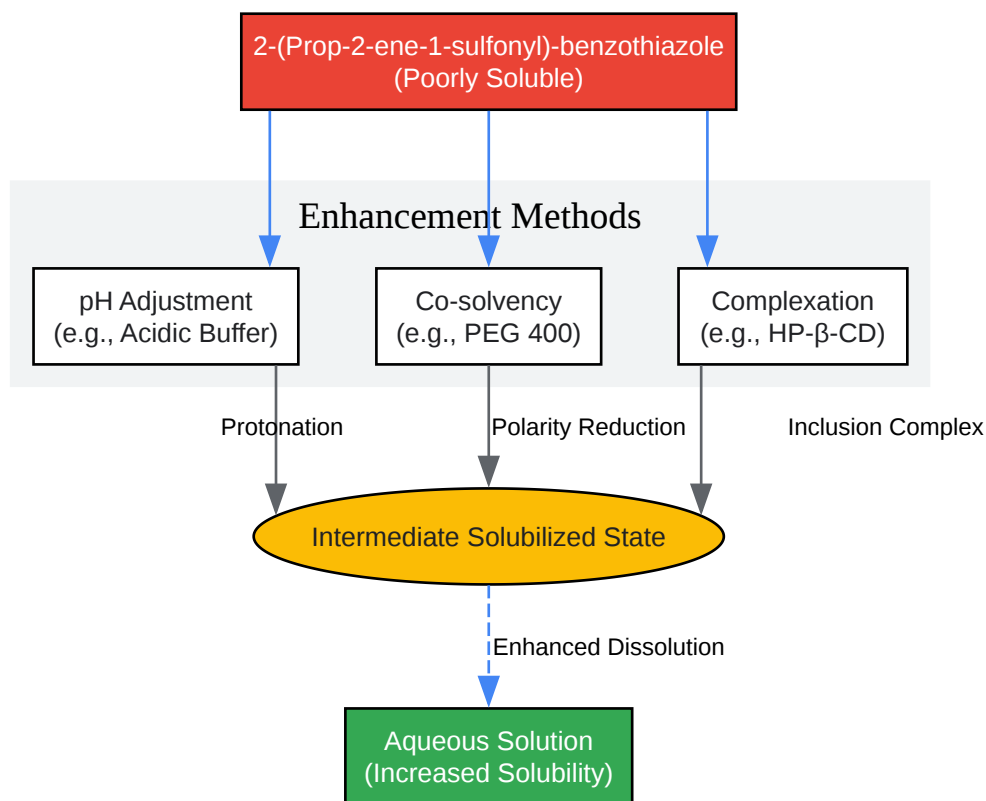 2-(Prop-2-ene-1-sulfonyl)-benzothiazole
(Poorly Soluble)
Enhancement Methods
pH Adjustment
(e.g., Acidic Buffer)
Co-solvency
(e.g., PEG 400)
Complexation
(e.g., HP-β-CD)
Protonation
Polarity Reduction
Inclusion Complex
Intermediate Solubilized State
Enhanced Dissolution
Aqueous Solution
(Increased Solubility)